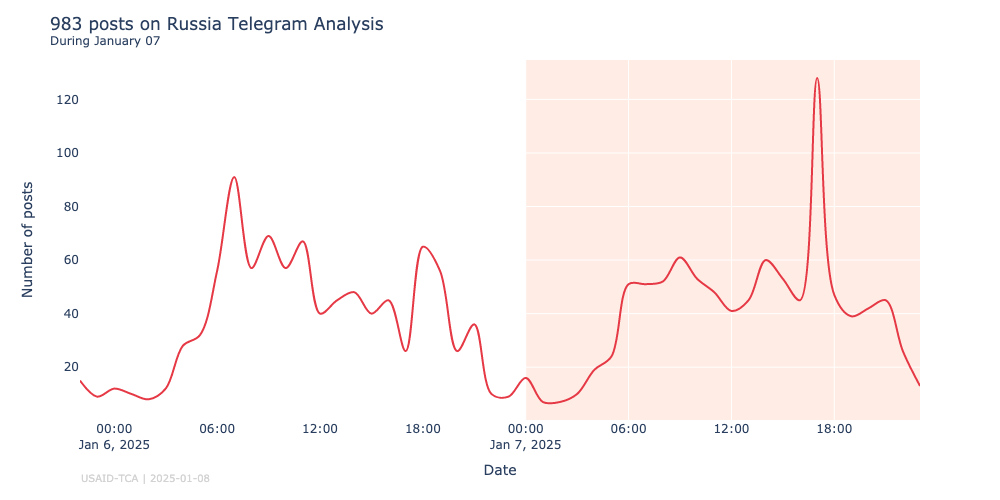 983 posts on Russia Telegram Analysis
During January 07
120
100
80
60
40
20
Number of posts
00:00
Jan 6, 2025
06:00
12:00
18:00
00:00
Jan 7, 2025
06:00
12:00
18:00
Date
USAID-TCA | 2025-01-08